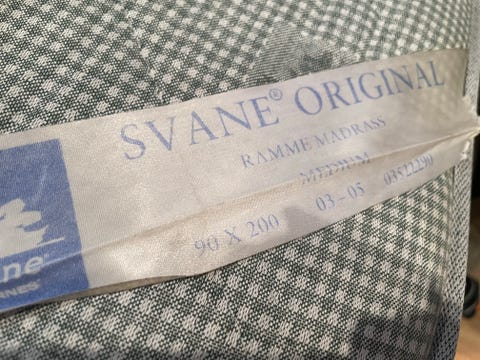 SVANE® ORIGINAL
RAMME MADRASS
MEDIUM
90 X 200 03-05 03522290